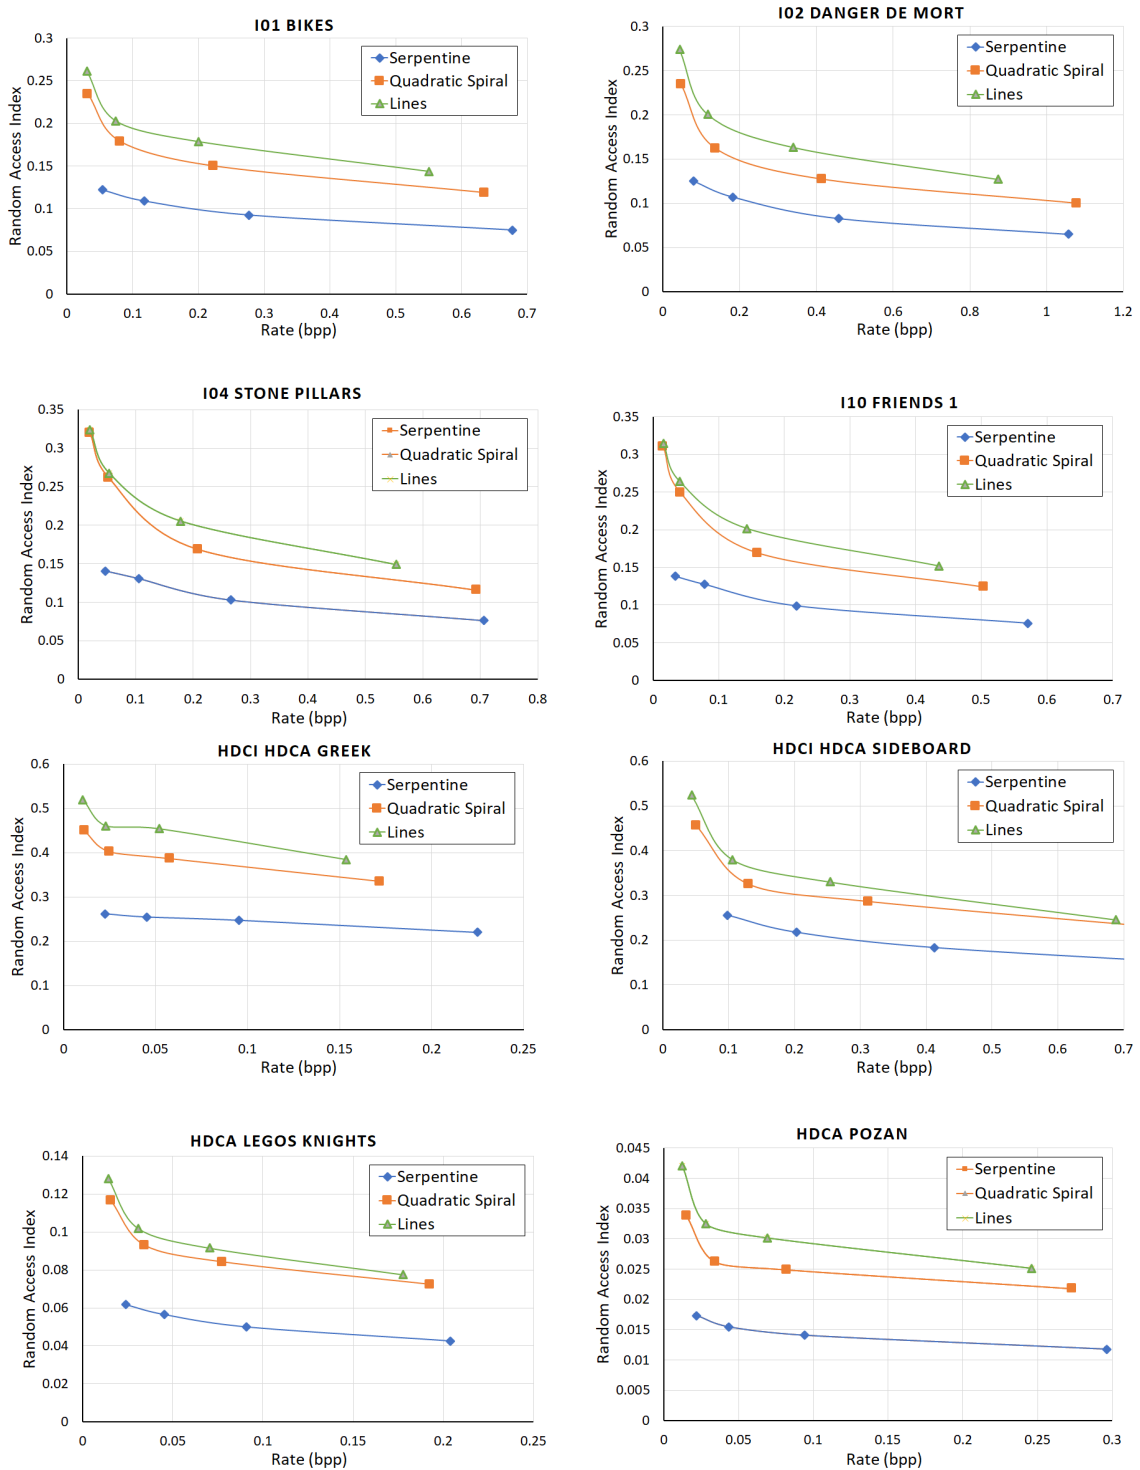 I01 BIKES
0.3
0.25
0.2
0.15
0.1
0.05
0
Random Access Index
Serpentine
Quadratic Spiral
Lines
0 0.1 0.2 0.3 0.4 0.5 0.6 0.7
Rate (bpp)
I02 DANGER DE MORT
0.3
0.25
0.2
0.15
0.1
0.05
0
Random Access Index
Serpentine
Quadratic Spiral
Lines
0 0.2 0.4 0.6 0.8 1 1.2
Rate (bpp)
I04 STONE PILLARS
0.35
0.3
0.25
0.2
0.15
0.1
0.05
0
Random Access Index
Serpentine
Quadratic Spiral
Lines
0 0.1 0.2 0.3 0.4 0.5 0.6 0.7 0.8
Rate (bpp)
I10 FRIENDS 1
0.35
0.3
0.25
0.2
0.15
0.1
0.05
0
Random Access Index
Serpentine
Quadratic Spiral
Lines
0 0.1 0.2 0.3 0.4 0.5 0.6 0.7
Rate (bpp)
HDCI HDCA GREEK
0.6
0.5
0.4
0.3
0.2
0.1
0
Random Access Index
Serpentine
Quadratic Spiral
Lines
0 0.05 0.1 0.15 0.2 0.25
Rate (bpp)
HDCI HDCA SIDEBOARD
0.6
0.5
0.4
0.3
0.2
0.1
0
Random Access Index
Serpentine
Quadratic Spiral
Lines
0 0.1 0.2 0.3 0.4 0.5 0.6 0.7
Rate (bpp)
HDCA LEGOS KNIGHTS
0.14
0.12
0.1
0.08
0.06
0.04
0.02
0
Random Access Index
Serpentine
Quadratic Spiral
Lines
0 0.05 0.1 0.15 0.2 0.25
Rate (bpp)
HDCA POZAN
0.045
0.04
0.035
0.03
0.025
0.02
0.015
0.01
0.005
0
Random Access Index
Serpentine
Quadratic Spiral
Lines
0 0.05 0.1 0.15 0.2 0.25 0.3
Rate (bpp)